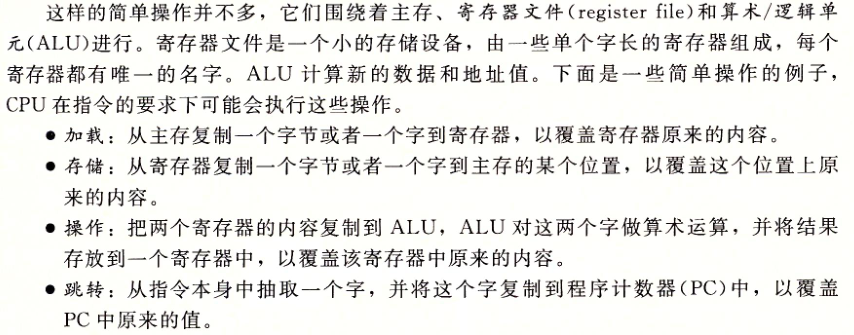 这样的简单操作并不多，它们围绕着主存、寄存器文件(register file)和算术/逻辑单
元(ALU)进行。寄存器文件是一个小的存储设备，由一些单个字长的寄存器组成，每个
寄存器都有唯一的名字。ALU 计算新的数据和地址值。下面是一些简单操作的例子，
CPU 在指令的要求下可能会执行这些操作。
● 加载：从主存复制一个字节或者一个字到寄存器，以覆盖寄存器原来的内容。
● 存储：从寄存器复制一个字节或者一个字到主存的某个位置，以覆盖这个位置上原
来的内容。
● 操作：把两个寄存器的内容复制到 ALU，ALU 对这两个字做算术运算，并将结果
存放到一个寄存器中，以覆盖该寄存器中原来的内容。
● 跳转：从指令本身中抽取一个字，并将这个字复制到程序计数器(PC)中，以覆盖
PC 中原来的值。